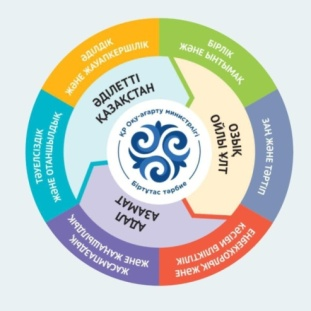 ӘДІЛДІК
ЖӘНЕ ЖАУАПКЕРШІЛІК
БІРЛІК
ЖӘНЕ ЫНТЫМАҚ
ЗАҢ ЖӘНЕ ТӘРТІП
ЕҢБЕКҚОРЛЫҚ ЖӘНЕ
КӘСІБИ БІЛІКТІЛІК
ЖАСАМПАЗДЫҚ
ЖӘНЕ ЖАҢАШЫЛДЫҚ
ТӘУЕЛСІЗДІК
ЖӘНЕ ОТАНШЫЛДЫҚ
ӘДІЛЕТТІ
ҚАЗАҚСТАН
ОЗЫҚ
ОЙЛЫ ҰЛТ
АДАЛ
АЗАМАТ
ҚР Оқу-ағарту министрлігі
Біртұтас тәрбие